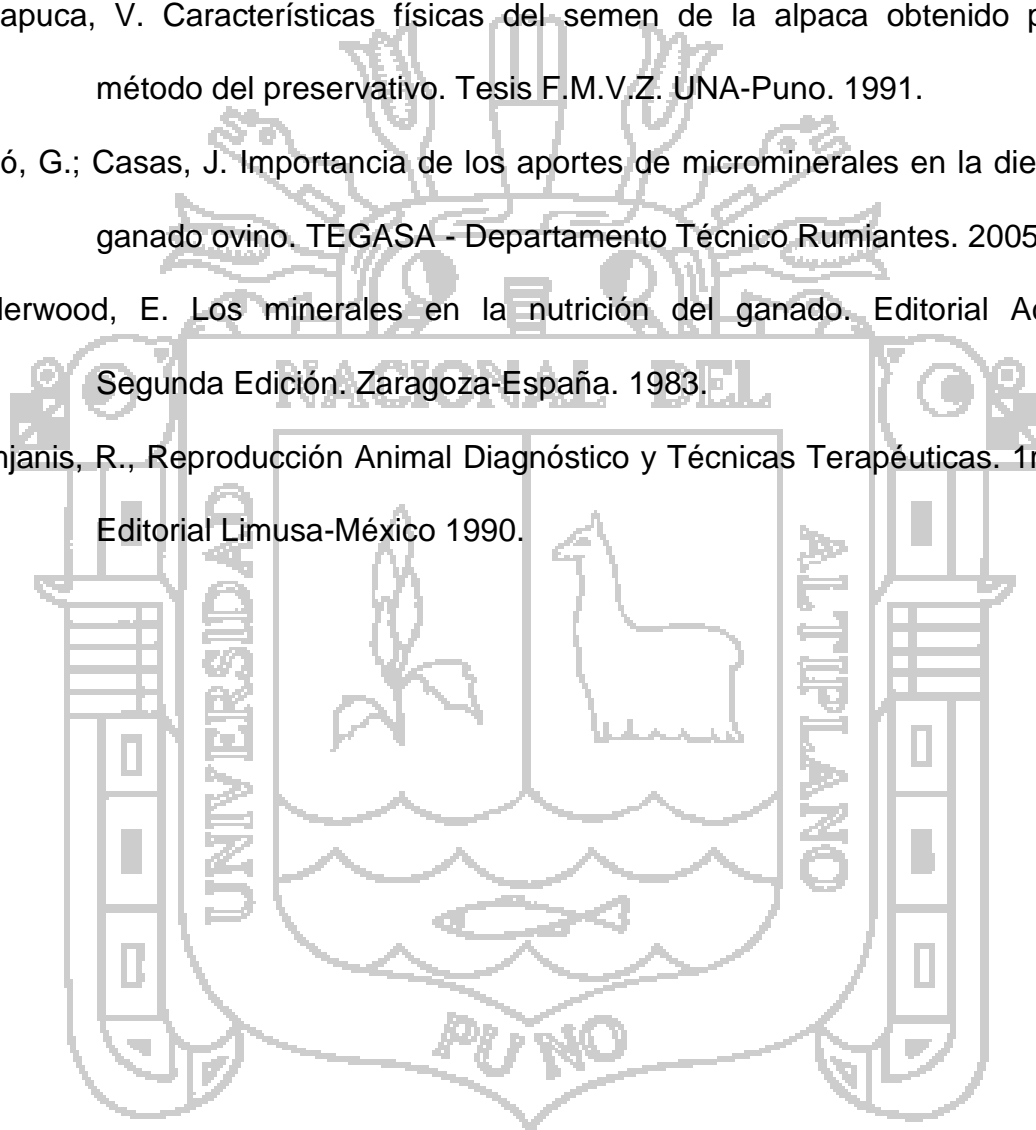 apuca, V. Características físicas del semen de la alpaca obtenido p
método del preservativo. Tesis F.M.V.Z. UNA-Puno. 1991.
ó, G.; Casas, J. Importancia de los aportes de microminerales en la die
ganado ovino. TEGASA - Departamento Técnico Rumiantes. 2005
lerwood, E. Los minerales en la nutrición del ganado. Editorial Ac
Segunda Edición. Zaragoza-España. 1983.
njanis, R., Reproducción Animal Diagnóstico y Técnicas Terapéuticas. 1r
Editorial Limusa-México 1990.
UNIVERSIDAD
NACIONAL DEL
ALTIPLANO
PUNO